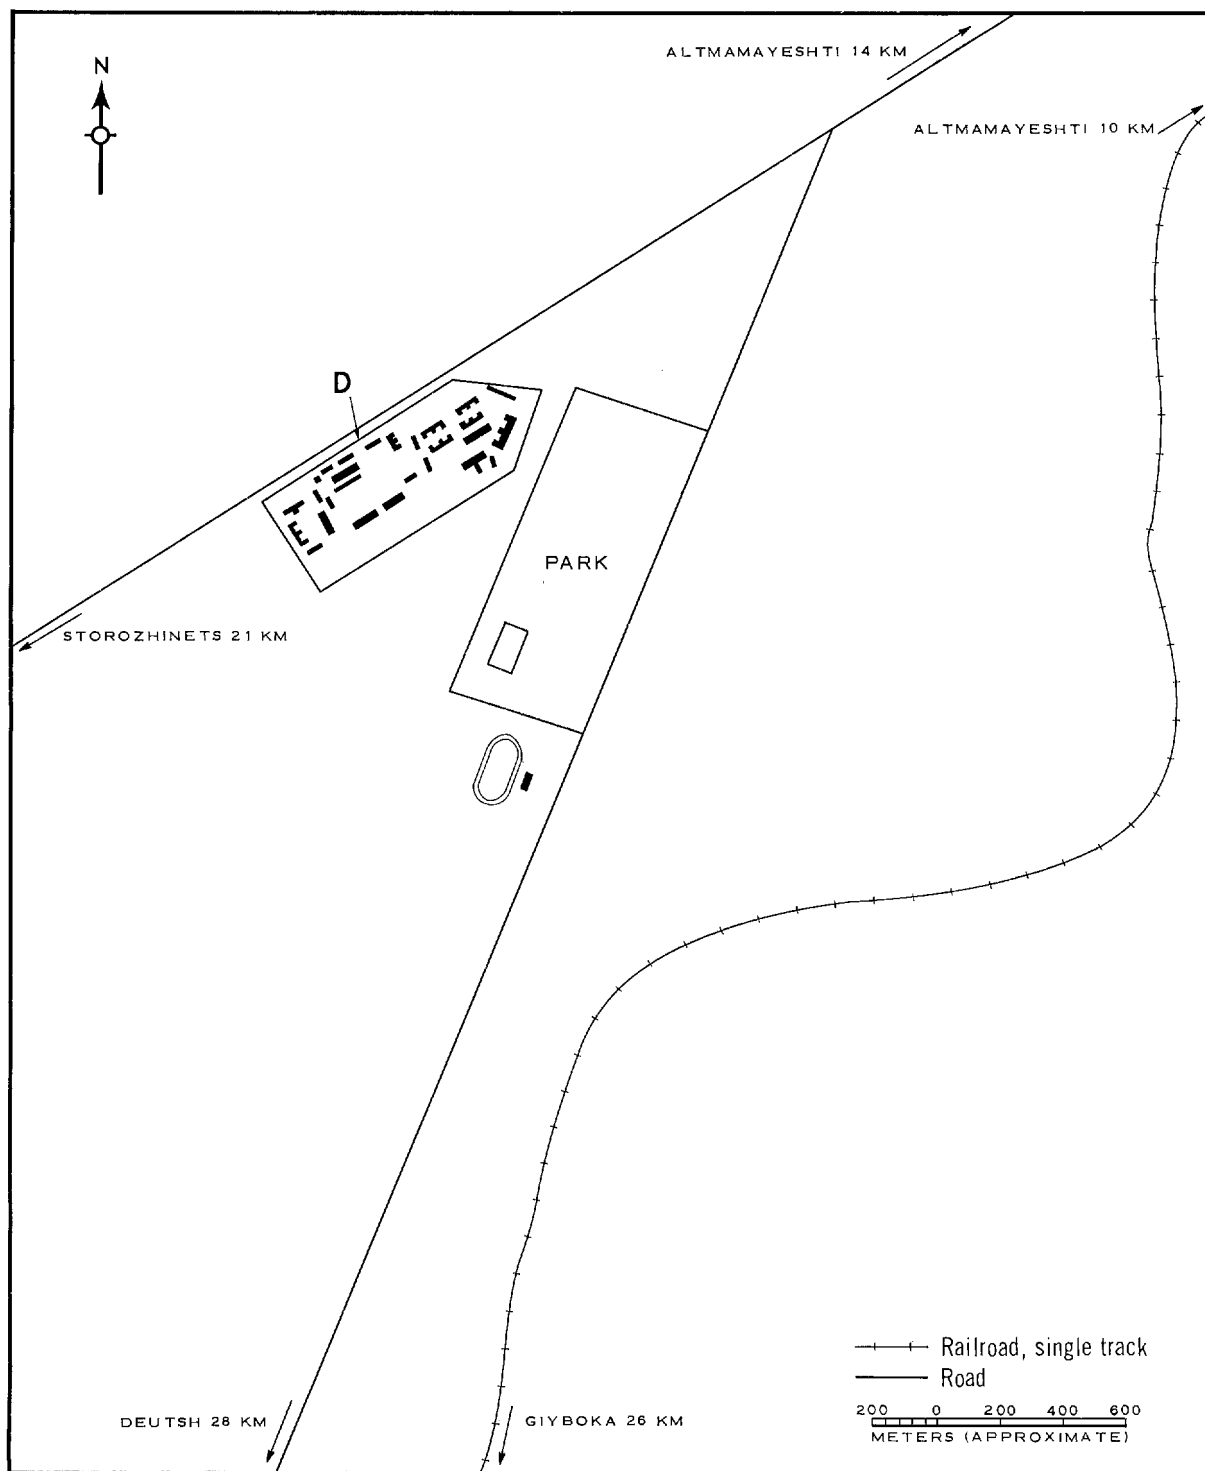 ALTMAMAYESHTI 14 KM
N
ALTMAMAYESHTI 10 KM
D
PARK
STOROZHINETS 21 KM
Railroad, single track
Road
200 0 200 400 600
METERS (APPROXIMATE)
DEUTSH 28 KM
GIYBOKA 26 KM